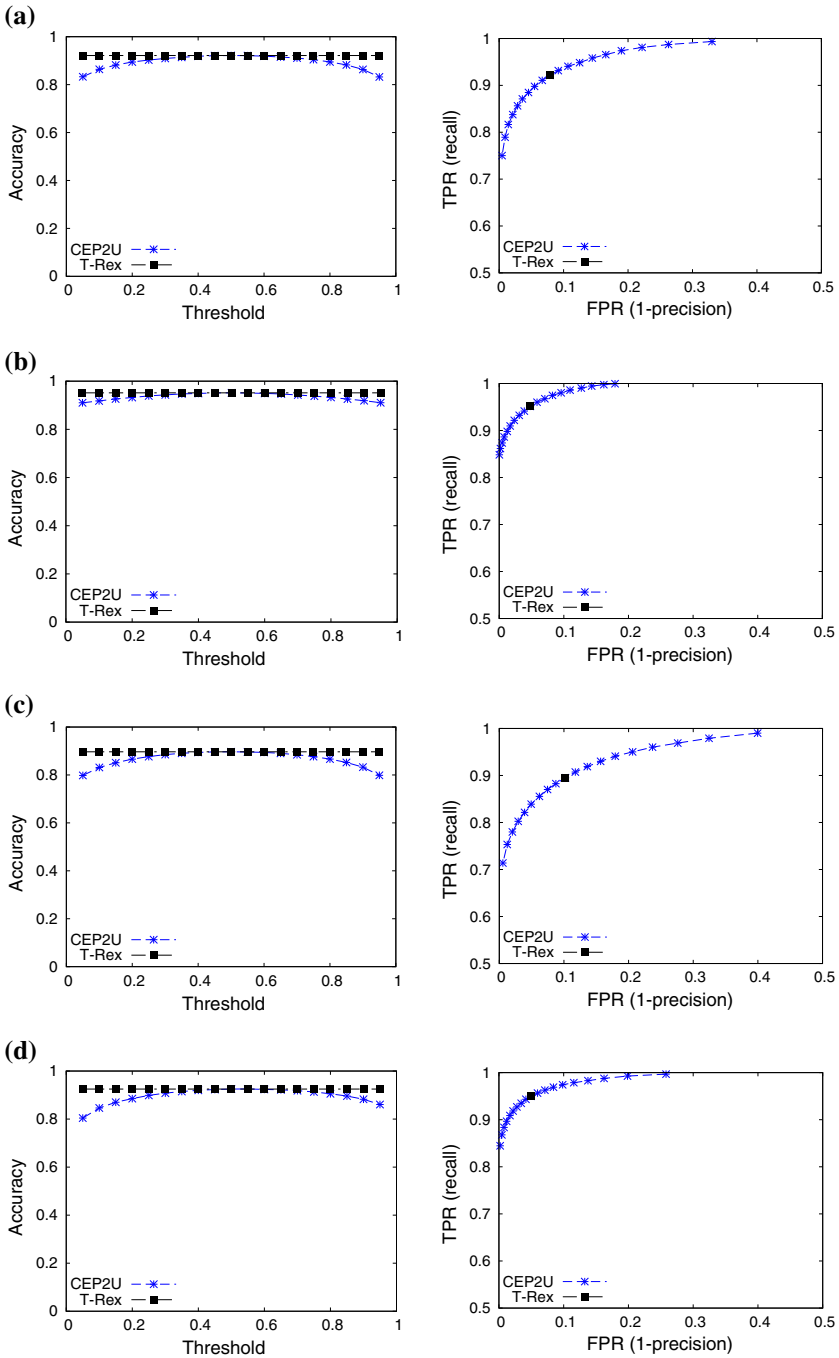 (a)
1
0.8
0.6
0.4
0.2
0
Accuracy
CEP2U
T-Rex
0 0.2 0.4 0.6 0.8 1
Threshold
1
0.9
0.8
0.7
0.6
0.5
TPR (recall)
CEP2U
T-Rex
0 0.1 0.2 0.3 0.4 0.5
FPR (1-precision)
(b)
1
0.8
0.6
0.4
0.2
0
Accuracy
CEP2U
T-Rex
0 0.2 0.4 0.6 0.8 1
Threshold
1
0.9
0.8
0.7
0.6
0.5
TPR (recall)
CEP2U
T-Rex
0 0.1 0.2 0.3 0.4 0.5
FPR (1-precision)
(c)
1
0.8
0.6
0.4
0.2
0
Accuracy
CEP2U
T-Rex
0 0.2 0.4 0.6 0.8 1
Threshold
1
0.9
0.8
0.7
0.6
0.5
TPR (recall)
CEP2U
T-Rex
0 0.1 0.2 0.3 0.4 0.5
FPR (1-precision)
(d)
1
0.8
0.6
0.4
0.2
0
Accuracy
CEP2U
T-Rex
0 0.2 0.4 0.6 0.8 1
Threshold
1
0.9
0.8
0.7
0.6
0.5
TPR (recall)
CEP2U
T-Rex
0 0.1 0.2 0.3 0.4 0.5
FPR (1-precision)